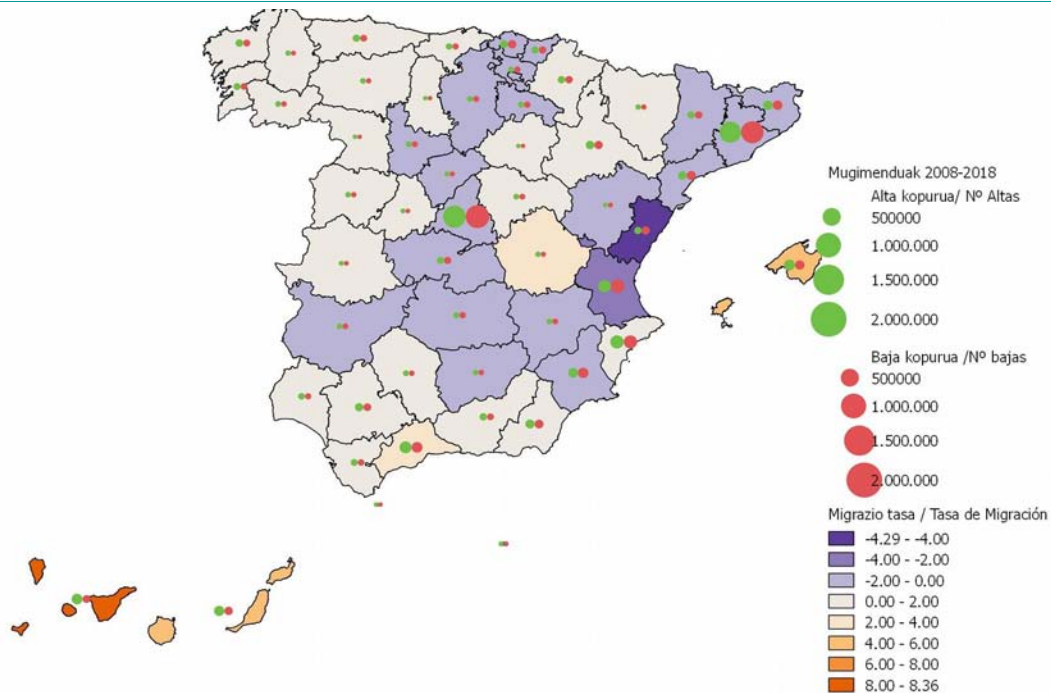 Mugimenduak 2008-2018
Alta kopurua/ Nº Altas
500000
1.000.000
1.500.000
2.000.000
Baja kopurua /Nº bajas
500000
1.000.000
1.500.000
2.000.000
Migrazio tasa / Tasa de Migración
-4.29 - -4.00
-4.00 - -2.00
-2.00 - 0.00
0.00 - 2.00
2.00 - 4.00
4.00 - 6.00
6.00 - 8.00
8.00 - 8.36